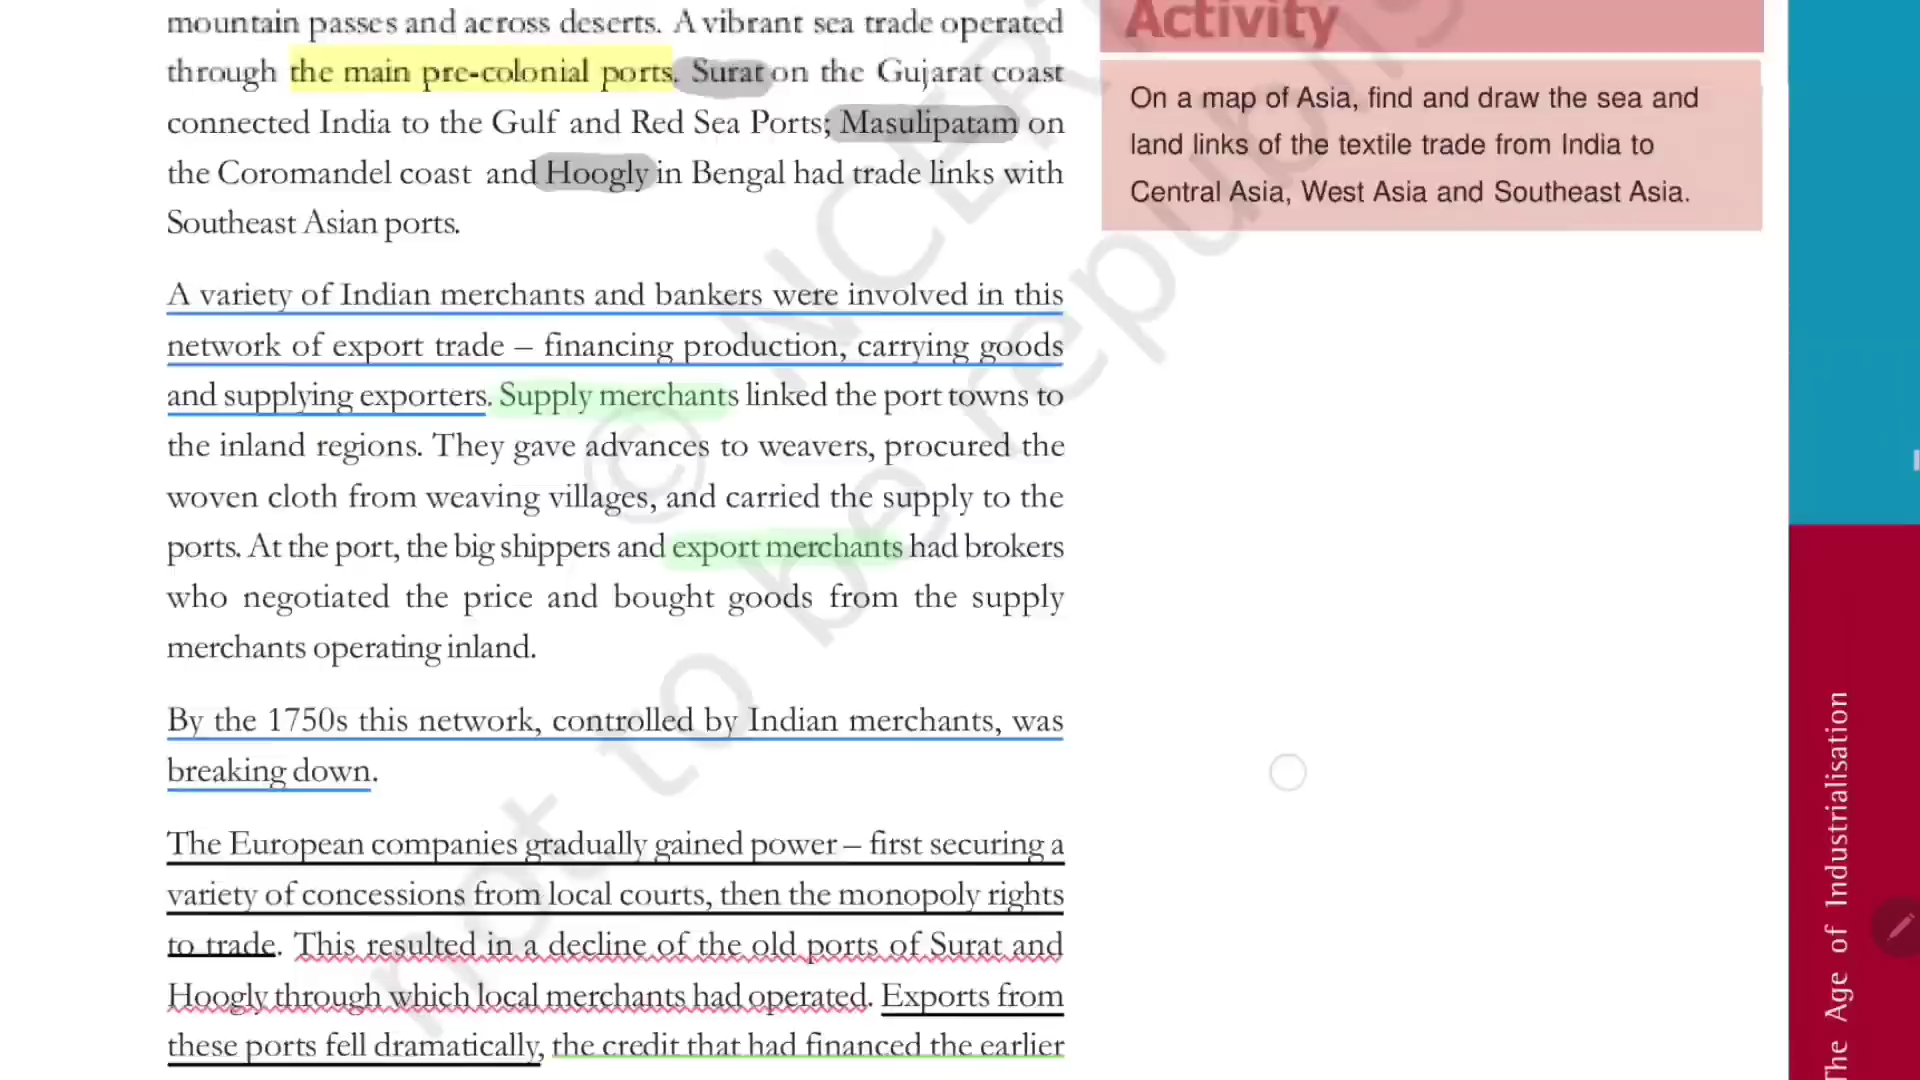 mountain passes and across deserts. A vibrant sea trade operated
through the main pre-colonial ports. Surat on the Gujarat coast
connected India to the Gulf and Red Sea Ports; Masulipatam on
the Coromandel coast and Hoogly in Bengal had trade links with
Southeast Asian ports.
A variety of Indian merchants and bankers were involved in this
network of export trade – financing production, carrying goods
and supplying exporters. Supply merchants linked the port towns to
the inland regions. They gave advances to weavers, procured the
woven cloth from weaving villages, and carried the supply to the
ports. At the port, the big shippers and export merchants had brokers
who negotiated the price and bought goods from the supply
merchants operating inland.
By the 1750s this network, controlled by Indian merchants, was
breaking down.
The European companies gradually gained power – first securing a
variety of concessions from local courts, then the monopoly rights
to trade. This resulted in a decline of the old ports of Surat and
Hoogly through which local merchants had operated. Exports from
these ports fell dramatically, the credit that had financed the earlier
Activity
On a map of Asia, find and draw the sea and
land links of the textile trade from India to
Central Asia, West Asia and Southeast Asia.
The Age of Industrialisation
© NCER
not to be republis